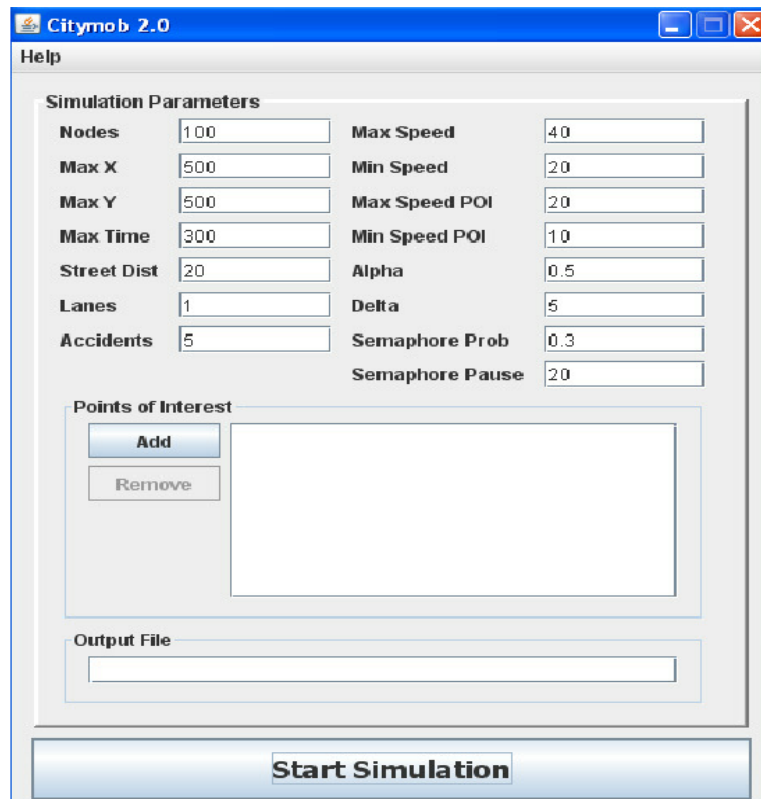 Citymob 2.0
Help
Simulation Parameters
Nodes 100 Max Speed 40
Max X 500 Min Speed 20
Max Y 500 Max Speed POI 20
Max Time 300 Min Speed POI 10
Street Dist 20 Alpha 0.5
Lanes 1 Delta 5
Accidents 5 Semaphore Prob 0.3
Semaphore Pause 20
Points of Interest
Add
Remove
Output File
Start Simulation